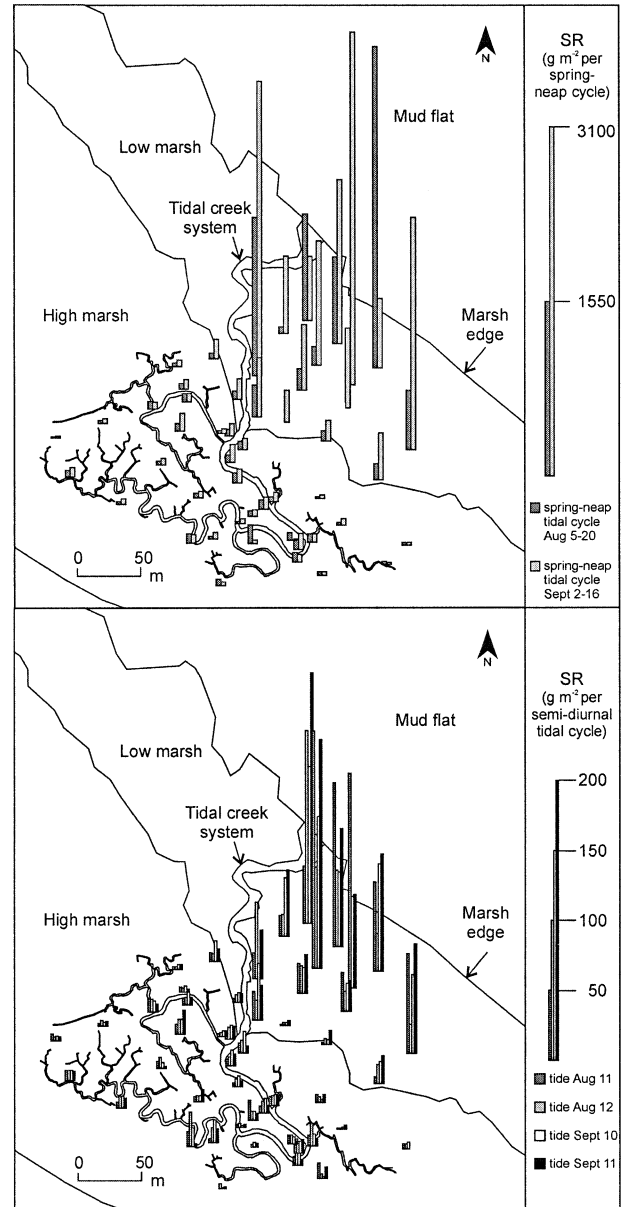 N
SR
(g m-2 per
spring-
neap cycle)
Mud flat
3100
Low marsh
Tidal creek
system
1550
High marsh
Marsh
edge
spring-neap
tidal cycle
Aug 5-20
0 50
m
spring-neap
tidal cycle
Sept 2-16
N
SR
(g m-2 per
semi-diurnal
tidal cycle)
Mud flat
Low marsh
200
Tidal creek
system
150
High marsh
Marsh
edge
100
50
tide Aug 11
tide Aug 12
tide Sept 10
0 50
m
tide Sept 11